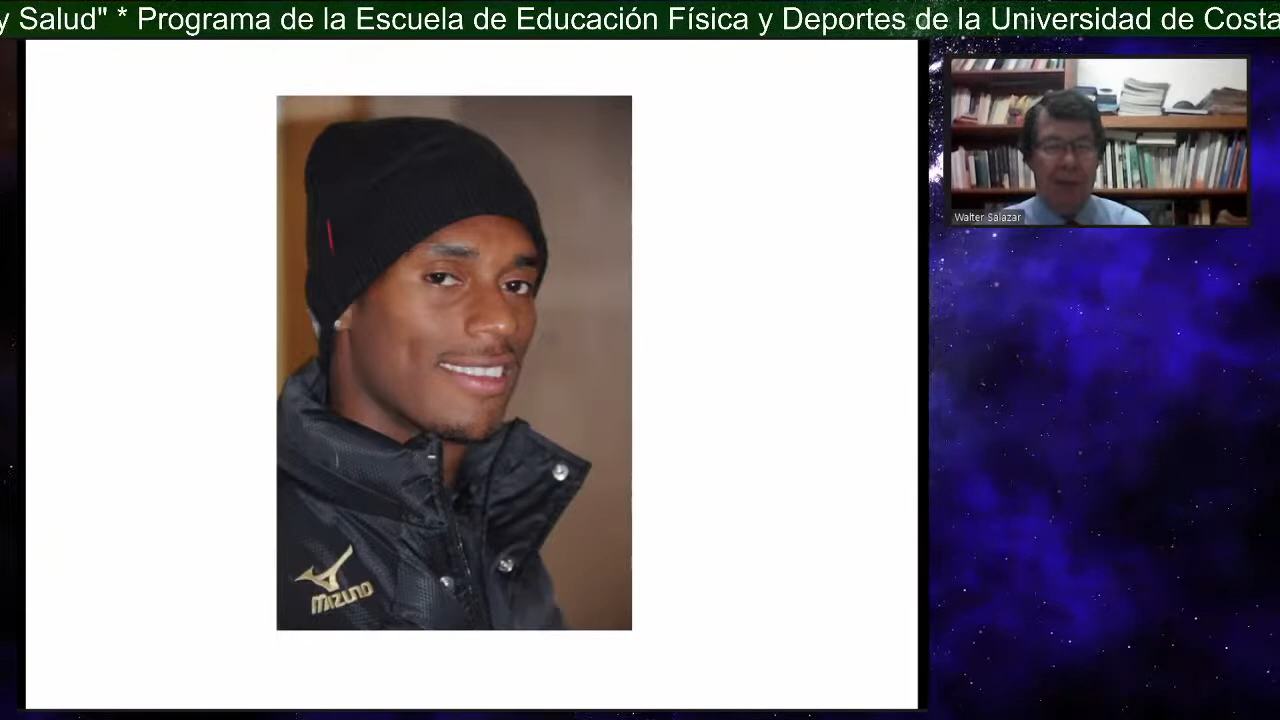 y Salud" * Programa de la Escuela de Educación Física y Deportes de la Universidad de Costa
Walter Salazar
MIZUNO